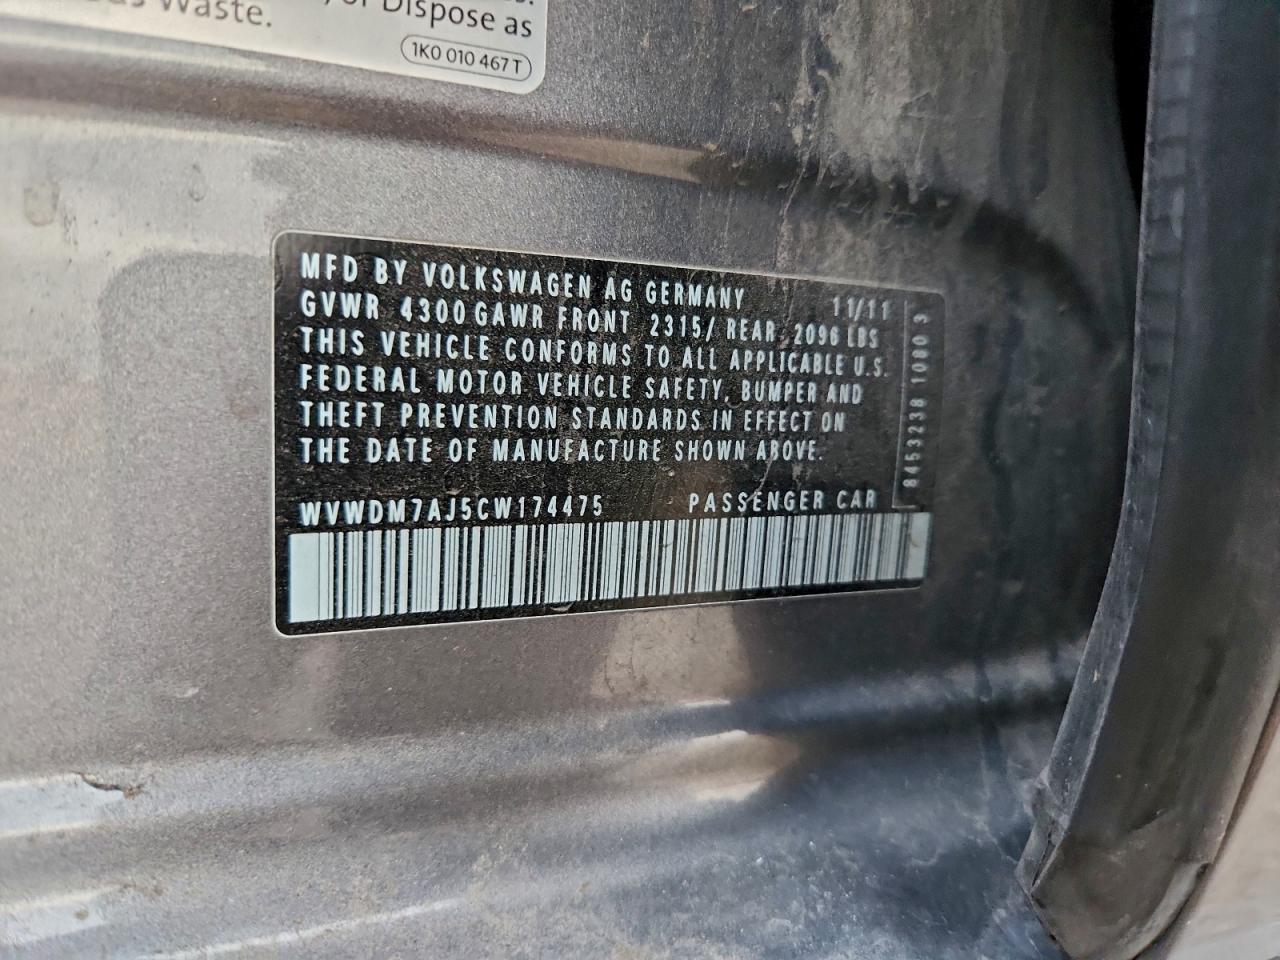 Waste.
Dispose as
1K0 010 467 T
MFD BY VOLKSWAGEN AG GERMANY 11/11
GVWR 4300 GAWR FRONT 2315/ REAR 2096 LBS
THIS VEHICLE CONFORMS TO ALL APPLICABLE U.S.
FEDERAL MOTOR VEHICLE SAFETY, BUMPER AND
THEFT PREVENTION STANDARDS IN EFFECT ON
THE DATE OF MANUFACTURE SHOWN ABOVE.
WVWDM7AJ5CW174475 PASSENGER CAR
8453238 1080 3